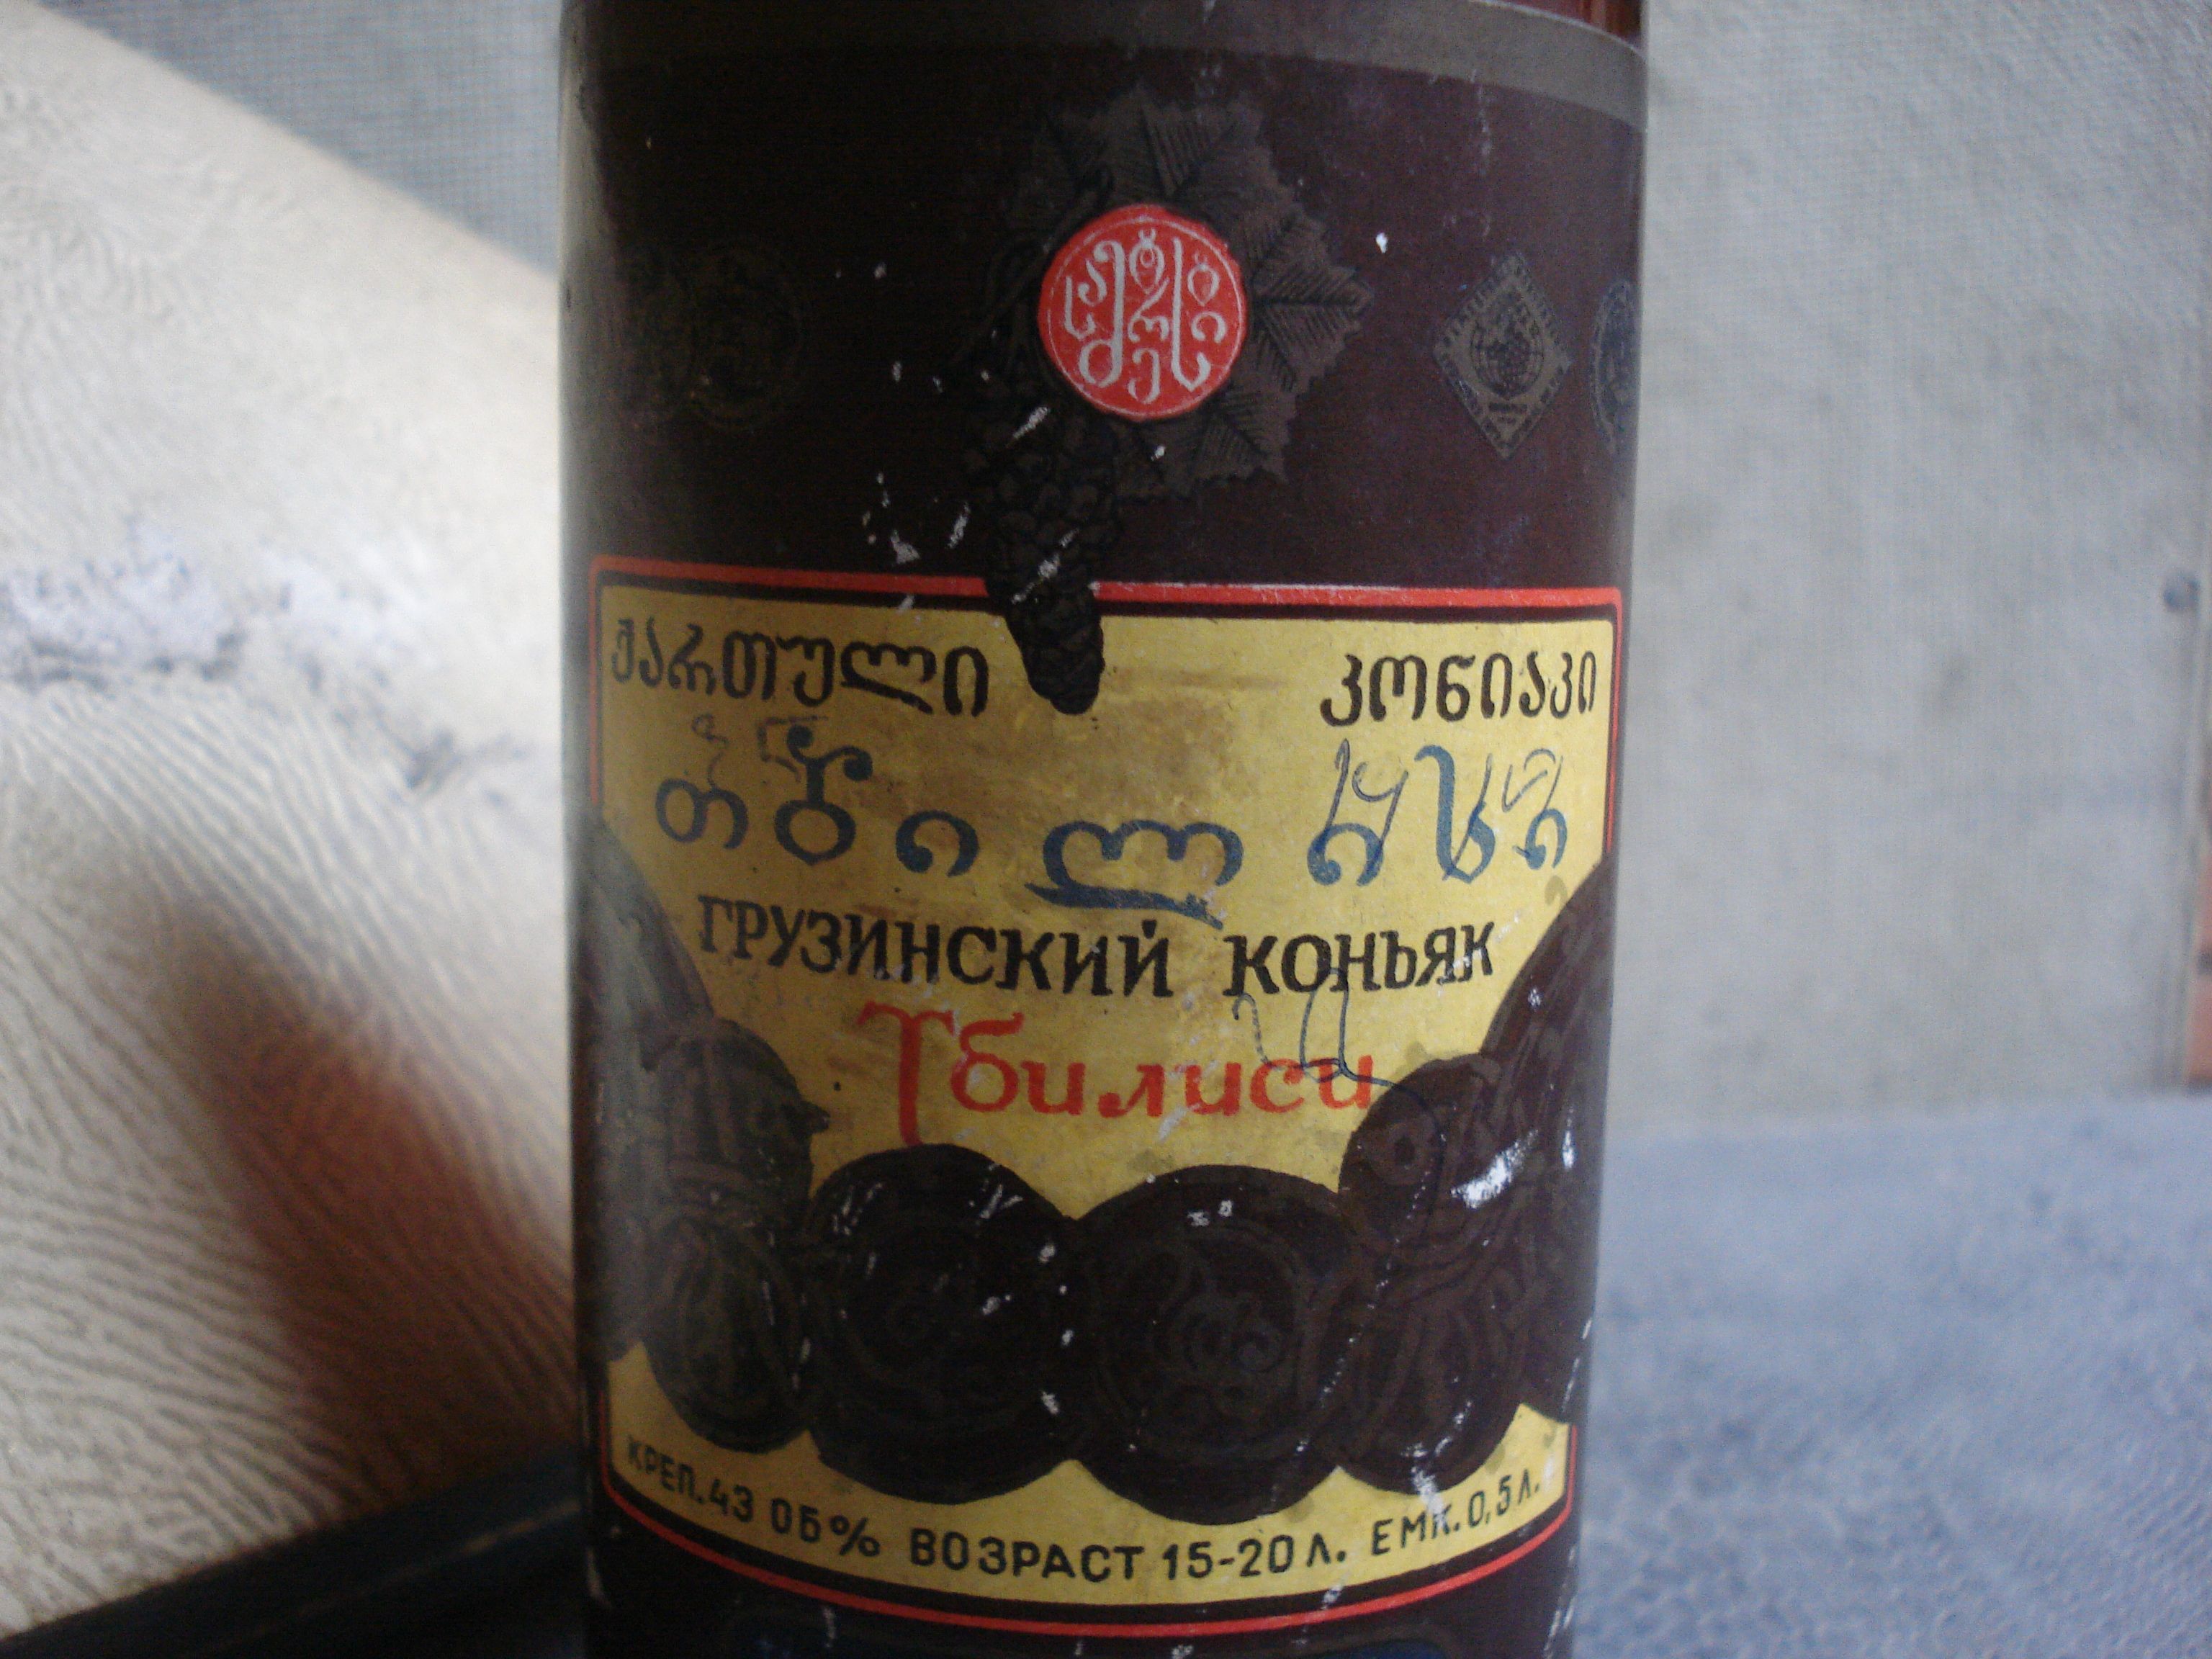 ქართული კონიაკი
თბილისი
ГРУЗИНСКИЙ КОНЬЯК
Тбилиси
КРЕП. 43 ОБ% ВОЗРАСТ 15-20 Л. ЕМК. 0,5 Л.